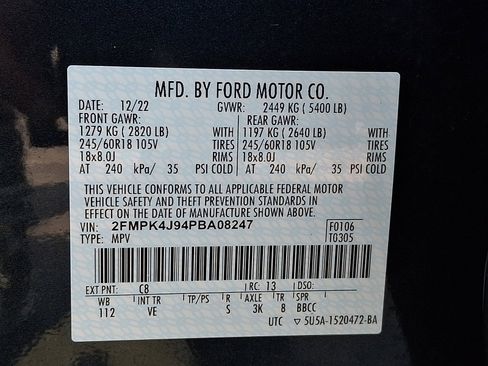 MFD. BY FORD MOTOR CO.
DATE: 12/22 GVWR: 2449 KG (5400 LB)
FRONT GAWR: REAR GAWR:
1279 KG (2820 LB) WITH 1197 KG (2640 LB) WITH
245/60R18 105V TIRES 245/60R18 105V TIRES
18x8.0J RIMS 18x8.0J RIMS
AT 240 kPa/ 35 PSI COLD AT 240 kPa/ 35 PSI COLD
THIS VEHICLE CONFORMS TO ALL APPLICABLE FEDERAL MOTOR
VEHICLE SAFETY AND THEFT PREVENTION STANDARDS IN
EFFECT ON THE DATE OF MANUFACTURE SHOWN ABOVE.
VIN: 2FMPK4J94PBA08247 F0106
TYPE: MPV T0305
EXT PNT: C8 RC: 13 DSO:
WB INT TR TP/PS R AXLE TR SPR
112 VE S 3K 8 BBCC
UTC 5U5A-1520472-BA